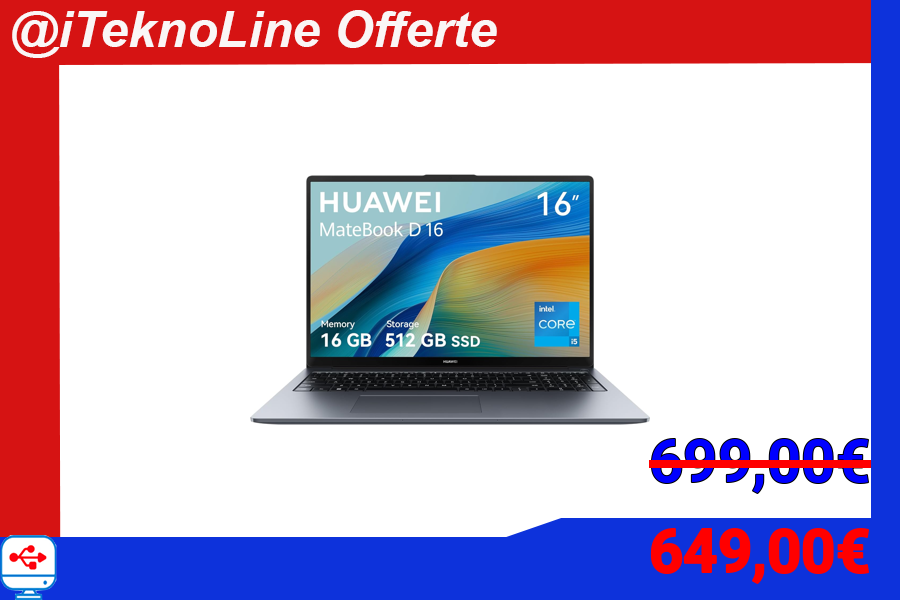 @iTeknoLine Offerte
HUAWEI
16"
MateBook D 16
intel.
CORE
i5
Memory
Storage
16 GB
512 GB SSD
HUAWEI
699,00€
649,00€